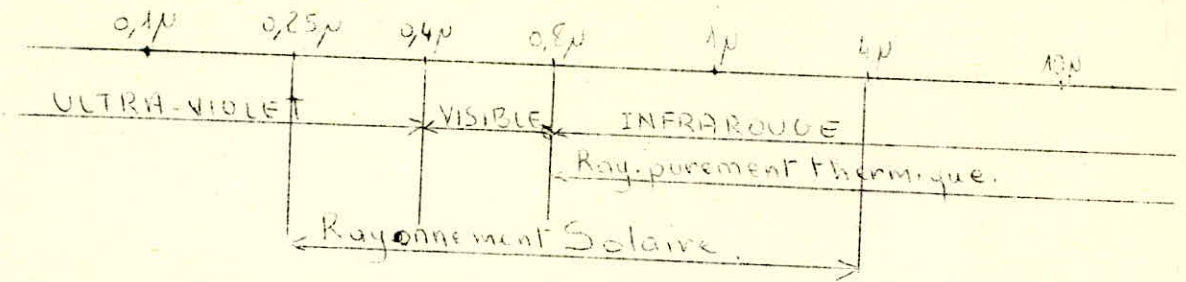 0,1µ 0,25µ 0,4µ 0,8µ 1µ 4µ 10µ
ULTRA-VIOLET VISIBLE INFRAROUGE
Ray. purement thermique.
Rayonnement Solaire.